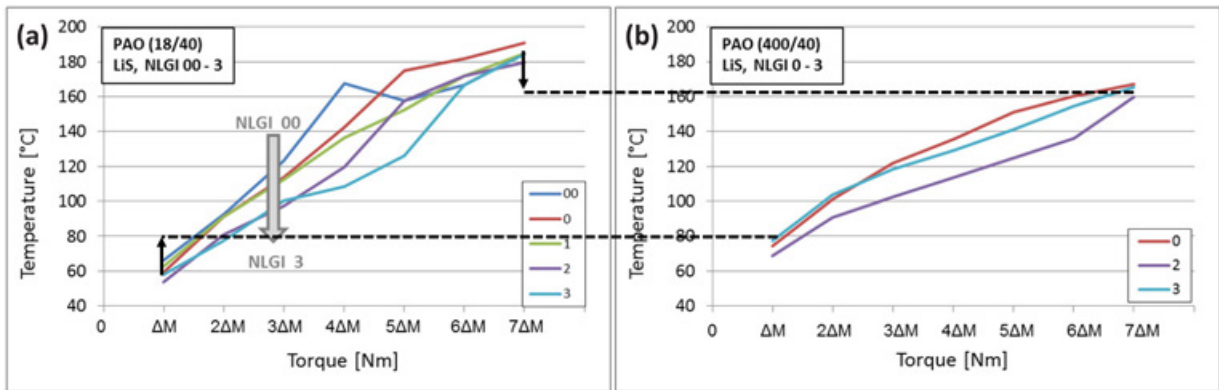 (a)
PAO (18/40)
LiS, NLGI 00 - 3
Temperature [°C]
200
180
160
140
120
100
80
60
40
NLGI 00
NLGI 3
00
0
1
2
3
0 ΔM 2ΔM 3ΔM 4ΔM 5ΔM 6ΔM 7ΔM
Torque [Nm]
(b)
PAO (400/40)
LiS, NLGI 0 - 3
Temperature [°C]
200
180
160
140
120
100
80
60
40
0
2
3
0 ΔM 2ΔM 3ΔM 4ΔM 5ΔM 6ΔM 7ΔM
Torque [Nm]